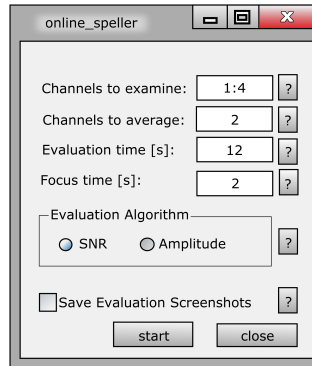 online_speller X
Channels to examine: 1:4 ?
Channels to average: 2 ?
Evaluation time [s]: 12 ?
Focus time [s]: 2 ?
Evaluation Algorithm
SNR Amplitude ?
Save Evaluation Screenshots ?
start close